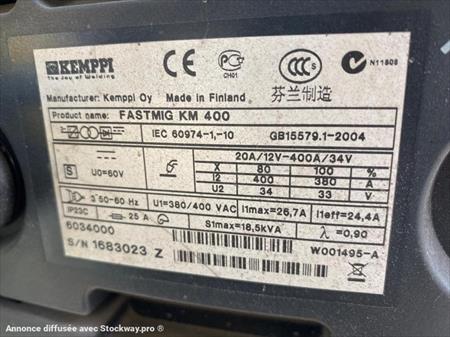 KEMPPI
The Joy of Welding
CE
CH01
CCC
S
N11808
Manufacturer: Kemppi Oy Made in Finland 芬兰制造
Product name: FASTMIG KM 400
IEC 60974-1,-10 GB15579.1-2004
20A/12V-400A/34V
S U0=60V X 80 100 %
I2 400 380 A
U2 34 33 V
3~50-60 Hz U1=380/400 VAC I1max=26,7A I1eff=24,4A
IP23C 25 A S1max=18,5kVA λ=0,90
6034000
S/N 1683023 Z W001495-A
Annonce diffusée avec Stockway.pro ®